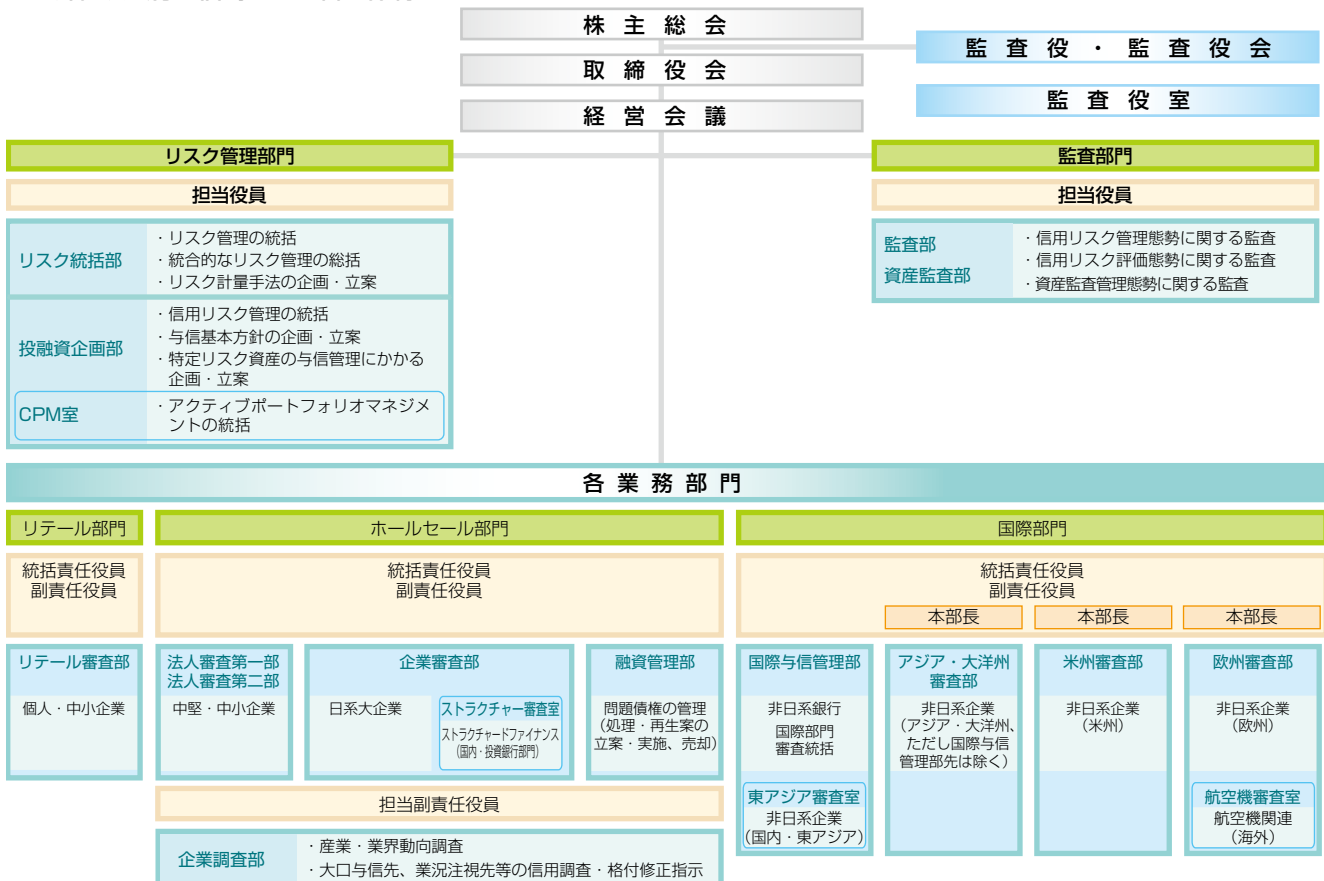 株主総会
監査役・監査役会
取締役会
監査役室
経営会議
リスク管理部門
担当役員
リスク統括部
・リスク管理の統括
・統合的なリスク管理の総括
・リスク計量手法の企画・立案
投融資企画部
・信用リスク管理の統括
・与信基本方針の企画・立案
・特定リスク資産の与信管理にかかる
企画・立案
CPM室
・アクティブポートフォリオマネジメ
ントの統括
監査部門
担当役員
監査部
資産監査部
・信用リスク管理態勢に関する監査
・信用リスク評価態勢に関する監査
・資産監査管理態勢に関する監査
各業務部門
リテール部門
統括責任役員
副責任役員
リテール審査部
個人・中小企業
ホールセール部門
統括責任役員
副責任役員
法人審査第一部
法人審査第二部
中堅・中小企業
企業審査部
日系大企業
ストラクチャー審査室
ストラクチャードファイナンス
(国内・投資銀行部門)
融資管理部
問題債権の管理
(処理・再生案の
立案・実施、売却)
担当副責任役員
企業調査部
・産業・業界動向調査
・大口与信先、業況注視先等の信用調査・格付修正指示
国際部門
統括責任役員
副責任役員
本部長
本部長
本部長
国際与信管理部
非日系銀行
国際部門
審査統括
東アジア審査室
非日系企業
(国内・東アジア)
アジア・大洋州
審査部
非日系企業
(アジア・大洋州、
ただし国際与信
管理部先は除く)
米州審査部
非日系企業
(米州)
欧州審査部
非日系企業
(欧州)
航空機審査室
航空機関連
(海外)